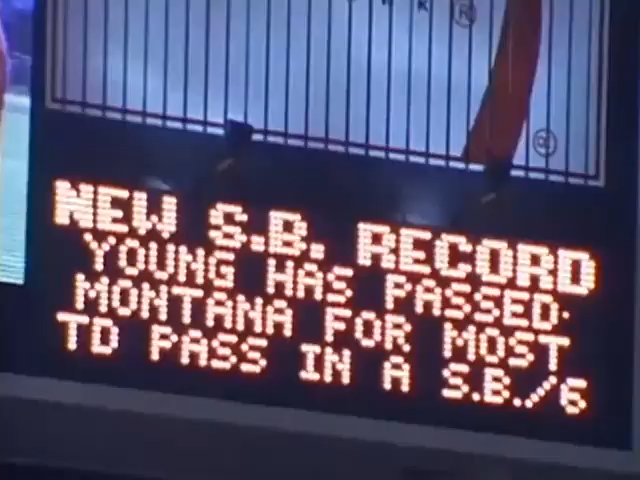 NEW S.B. RECORD
YOUNG HAS PASSED
MONTANA FOR MOST
TD PASS IN A S.B./6